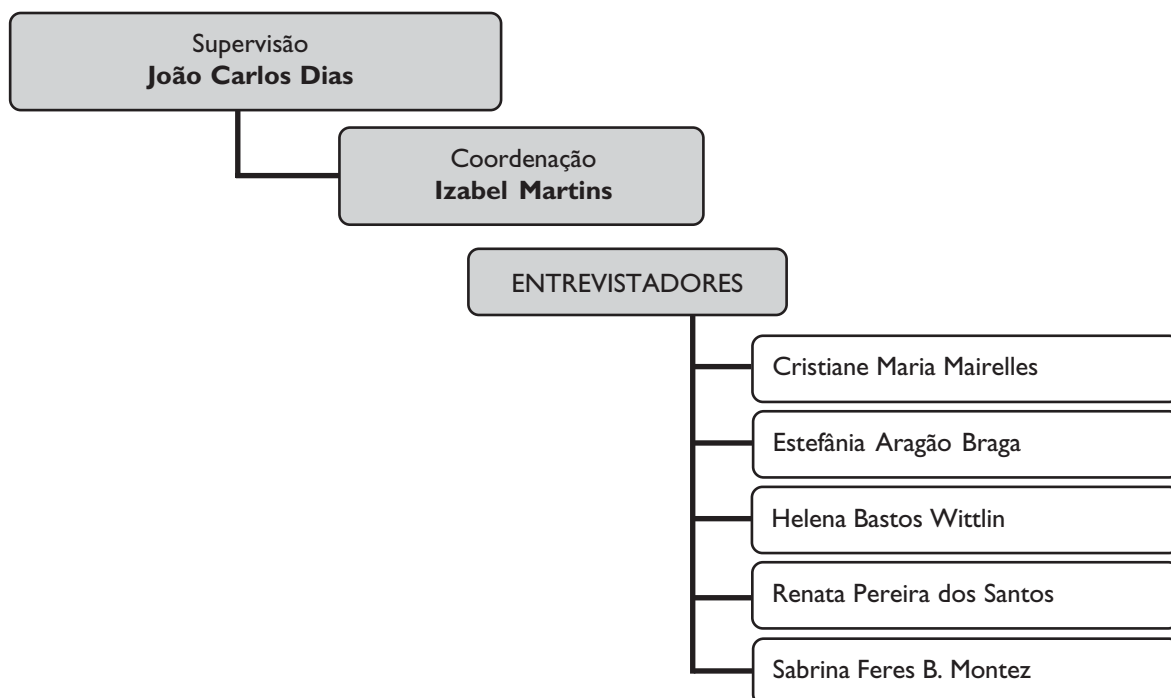 Supervisão
João Carlos Dias
Coordenação
Izabel Martins
ENTREVISTADORES
Cristiane Maria Mairelles
Estefânia Aragão Braga
Helena Bastos Wittlin
Renata Pereira dos Santos
Sabrina Feres B. Montez